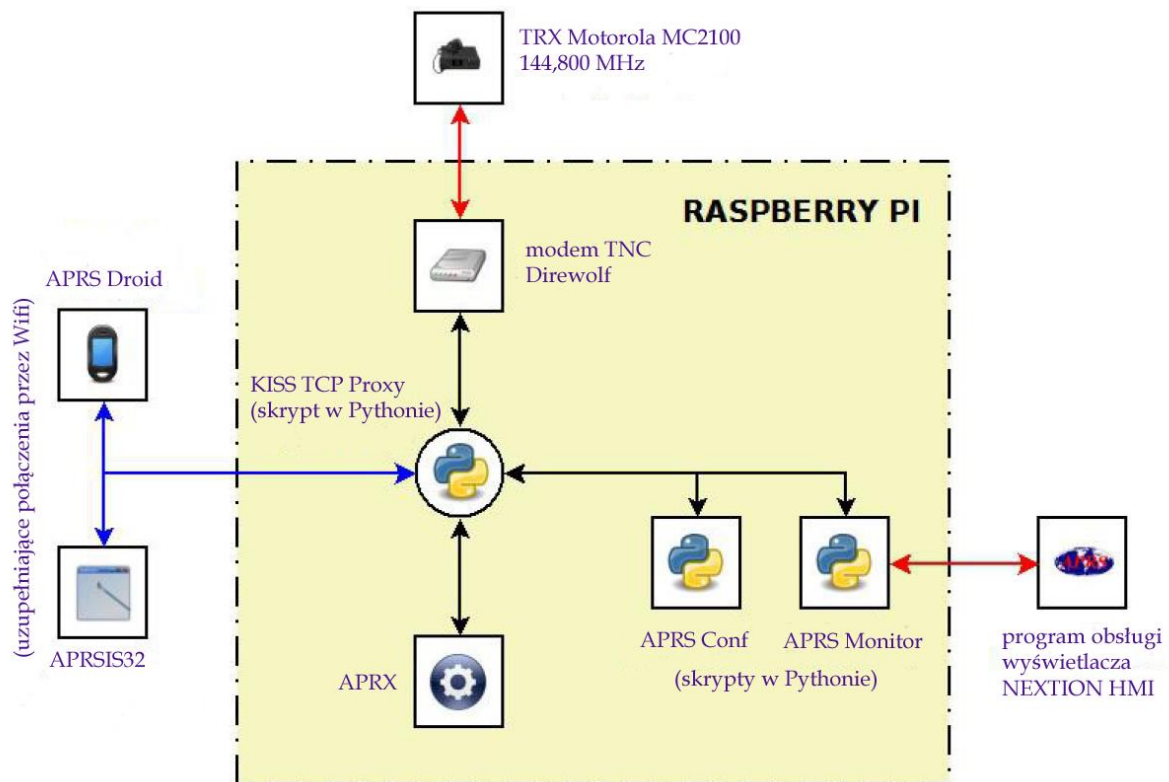 TRX Motorola MC2100
144,800 MHz
RASPBERRY PI
modem TNC
Direwolf
APRS Droid
(uzupełniające połączenia przez Wifi)
KISS TCP Proxy
(skrypt w Pythonie)
APRS
APRSIS32
APRX
APRS Conf
APRS Monitor
(skrypty w Pythonie)
program obsługi
wyświetlacza
NEXTION HMI